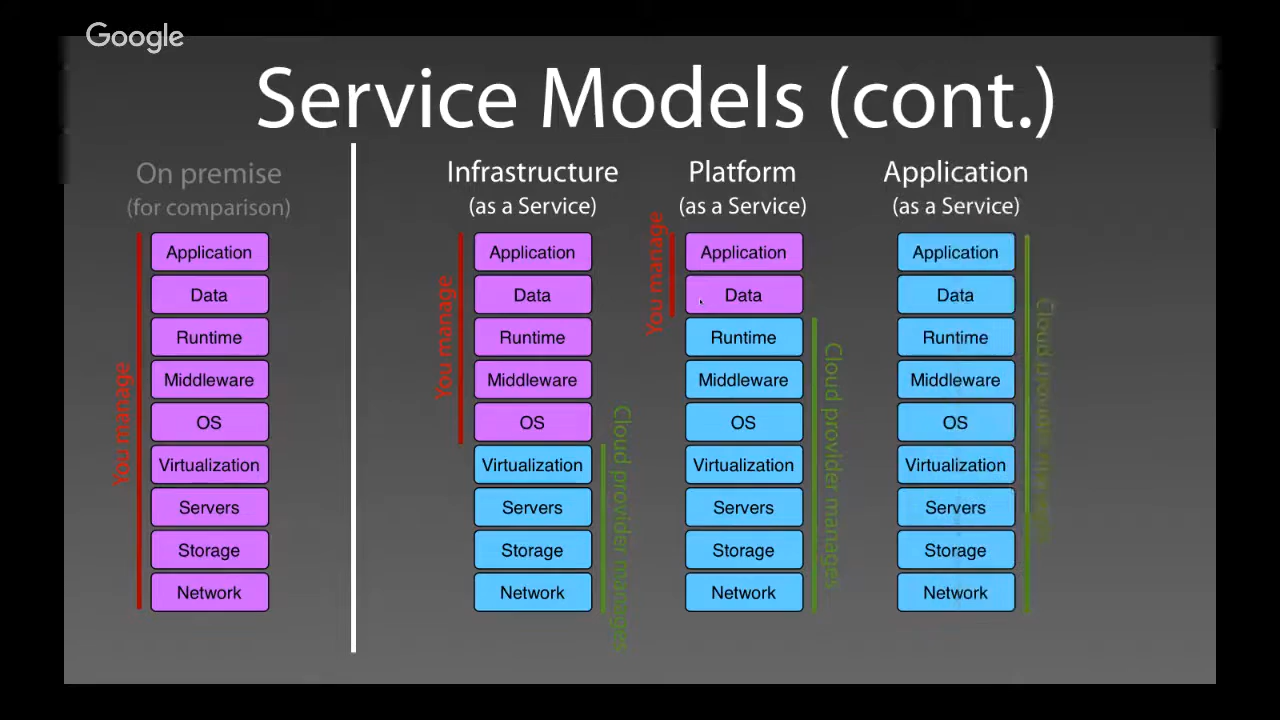 Google
Service Models (cont.)
On premise
(for comparison)
You manage
Application
Data
Runtime
Middleware
OS
Virtualization
Servers
Storage
Network
Infrastructure
(as a Service)
You manage
Application
Data
Runtime
Middleware
OS
Virtualization
Servers
Storage
Network
Cloud provider manages
Platform
(as a Service)
You manage
Application
Data
Runtime
Middleware
OS
Virtualization
Servers
Storage
Network
Cloud provider manages
Application
(as a Service)
Application
Data
Runtime
Middleware
OS
Virtualization
Servers
Storage
Network
Cloud